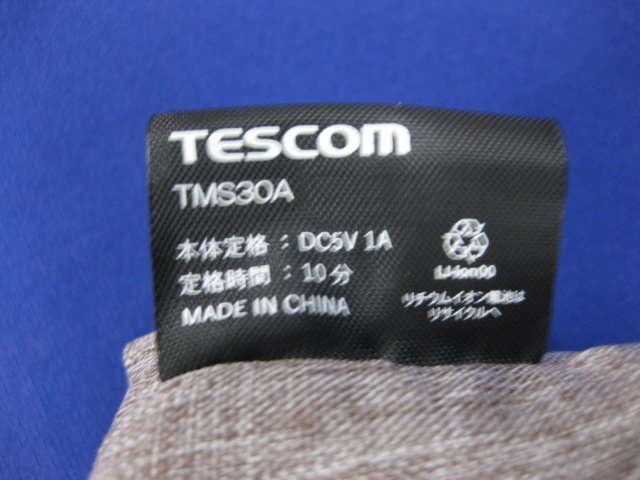 TESCOM
TMS30A
本体定格：DC5V 1A
定格時間：10分
MADE IN CHINA
Li-ion00
リチウムイオン電池は
リサイクルへ